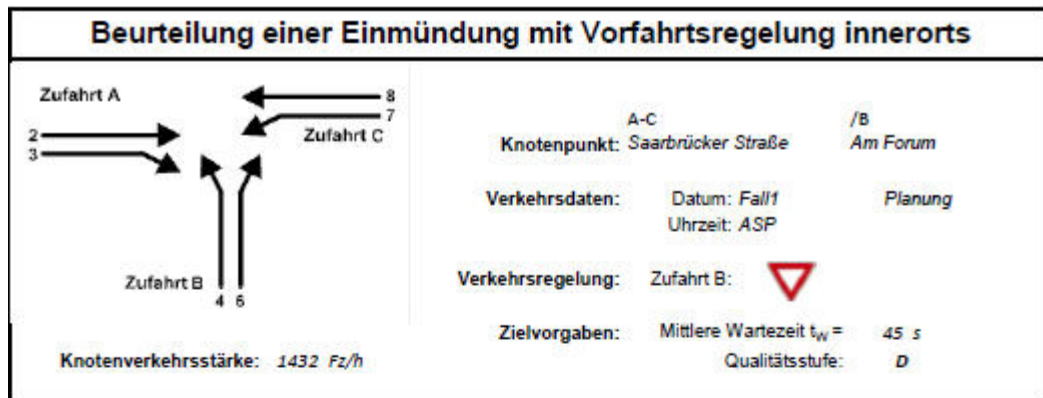 Beurteilung einer Einmündung mit Vorfahrtsregelung innerorts
Zufahrt A
8
7
2
3
Zufahrt C
Zufahrt B
4 6
Knotenverkehrsstärke: 1432 Fz/h
A-C /B
Knotenpunkt: Saarbrücker Straße Am Forum
Verkehrsdaten: Datum: Fall1 Planung
Uhrzeit: ASP
Verkehrsregelung: Zufahrt B:
Zielvorgaben: Mittlere Wartezeit tw = 45 s
Qualitätsstufe: D